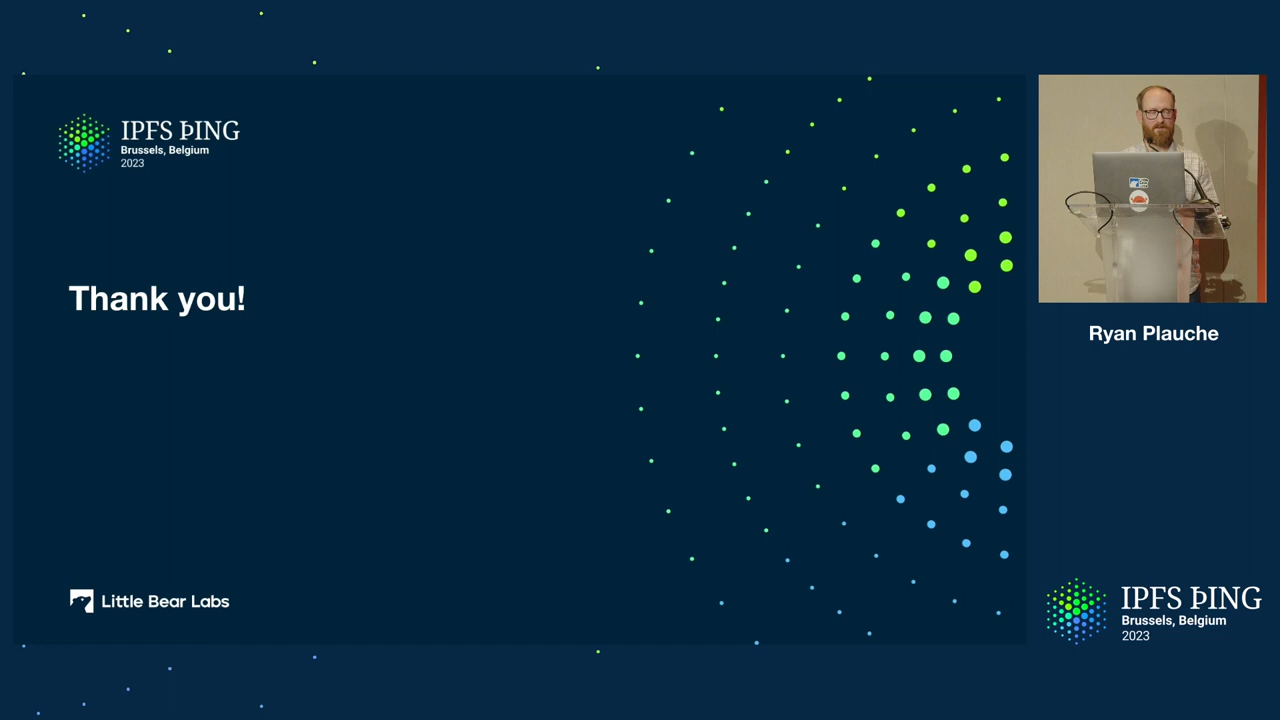 IPFS ÞING
Brussels, Belgium
2023
Thank you!
Little Bear Labs
Ryan Plauche
IPFS ÞING
Brussels, Belgium
2023